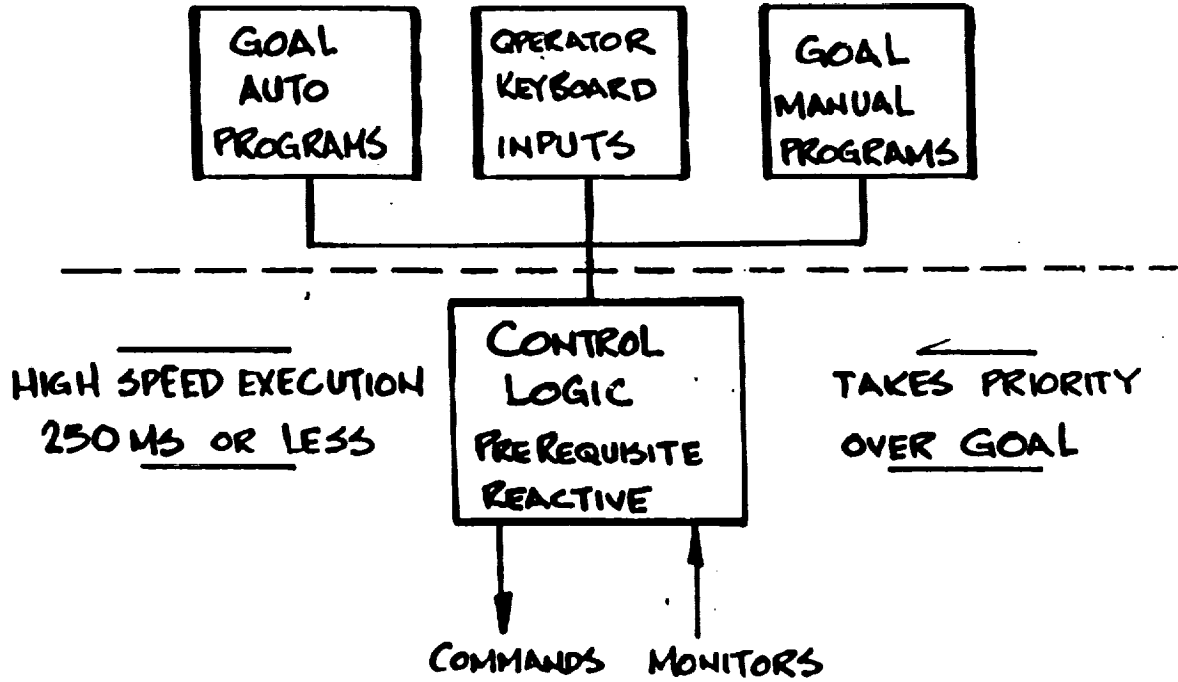 GOAL
AUTO
PROGRAMS
OPERATOR
KEYBOARD
INPUTS
GOAL
MANUAL
PROGRAMS
CONTROL
LOGIC
PREREQUISITE
REACTIVE
HIGH SPEED EXECUTION
250 MS OR LESS
TAKES PRIORITY
OVER GOAL
COMMANDS
MONITORS